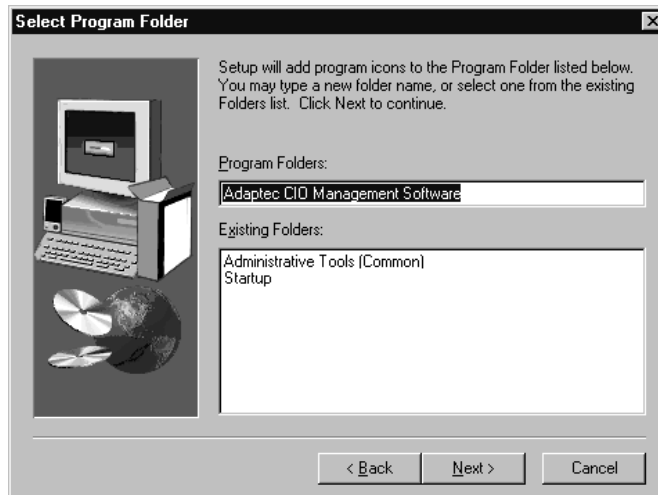 Select Program Folder
Setup will add program icons to the Program Folder listed below.
You may type a new folder name, or select one from the existing
Folders list. Click Next to continue.
Program Folders:
Adaptec CIO Management Software
Existing Folders:
Administrative Tools (Common)
Startup
< Back
Next >
Cancel